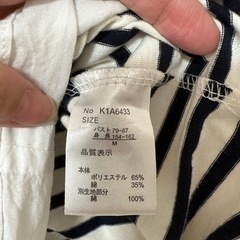 No K1A6433
SIZE
バスト79-87
身 長154-162
M
品質表示
本体
ポリエステル 65%
綿 35%
別生地部分
綿 100%